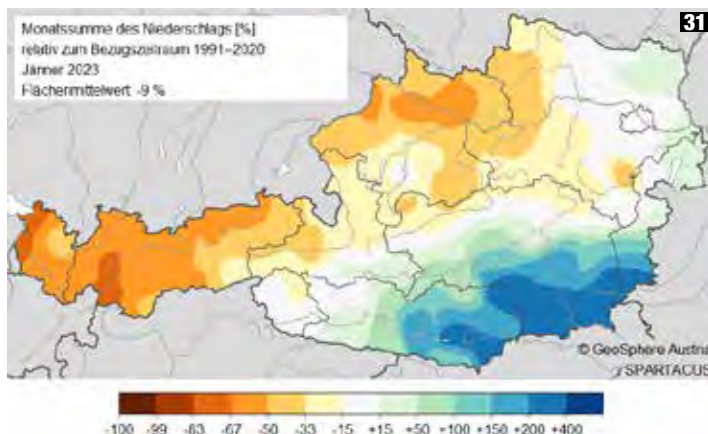 Monatssumme des Niederschlags [%]
relativ zum Bezugszeitraum 1991–2020
Jänner 2023
Flächenmittelwert -9 %
31
© GeoSphere Austria
/ SPARTACUS
-100 -99 -83 -67 -50 -33 -15 +15 +50 +100 +150 +200 +400